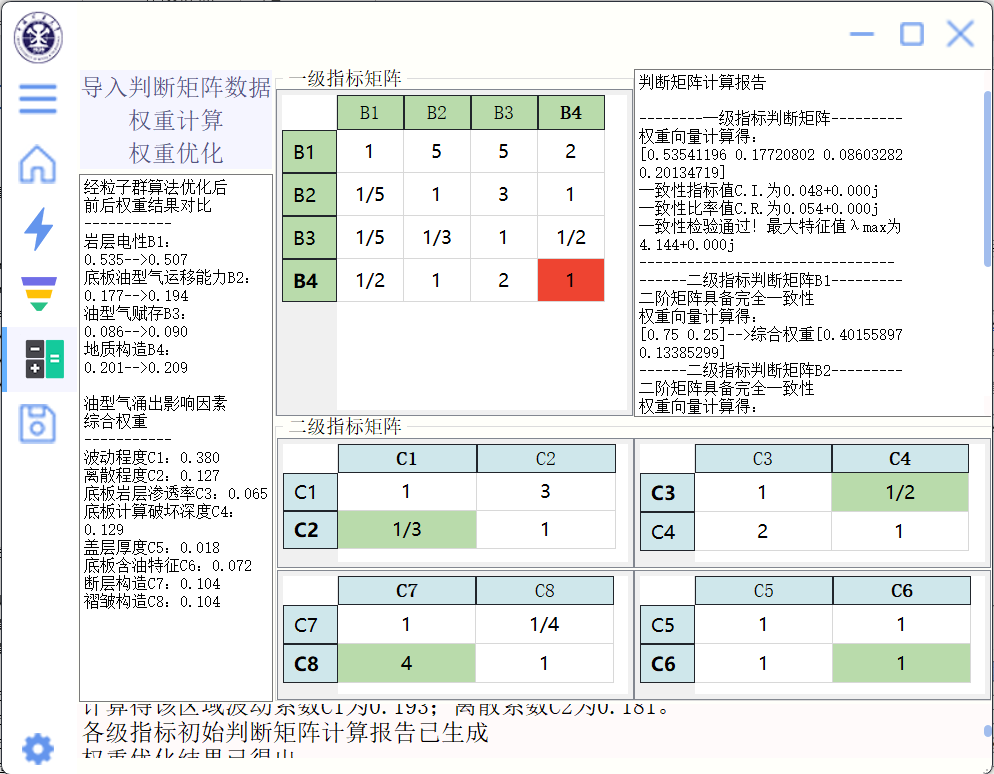 导入判断矩阵数据
权重计算
权重优化
经粒子群算法优化后
前后权重结果对比
-----------
岩层电性B1:
0.535-->0.507
底板油型气运移能力B2:
0.177-->0.194
油型气赋存B3:
0.086-->0.090
地质构造B4:
0.201-->0.209
油型气涌出影响因素
综合权重
-----------
波动程度C1: 0.380
离散程度C2: 0.127
底板岩层渗透率C3: 0.065
底板计算破坏深度C4:
0.129
盖层厚度C5: 0.018
底板含油特征C6: 0.072
断层构造C7: 0.104
褶皱构造C8: 0.104
一级指标矩阵
B1 B2 B3 B4
B1 1 5 5 2
B2 1/5 1 3 1
B3 1/5 1/3 1 1/2
B4 1/2 1 2 1
判断矩阵计算报告
--------一级指标判断矩阵---------
权重向量计算得:
[0.53541196 0.17720802 0.08603282
0.20134719]
一致性指标值C.I.为0.048+0.000j
一致性比率值C.R.为0.054+0.000j
一致性检验通过! 最大特征值λmax为
4.144+0.000j
--------------------------------
------二级指标判断矩阵B1---------
二阶矩阵具备完全一致性
权重向量计算得:
[0.75 0.25]-->综合权重[0.40155897
0.13385299]
------二级指标判断矩阵B2---------
二阶矩阵具备完全一致性
权重向量计算得:
二级指标矩阵
C1 C2
C1 1 3
C2 1/3 1
C3 C4
C3 1 1/2
C4 2 1
C7 C8
C7 1 1/4
C8 4 1
C5 C6
C5 1 1
C6 1 1
计算得该区域波动系数C1为0.193; 离散系数C2为0.181。
各级指标初始判断矩阵计算报告已生成
权重优化结果已得出